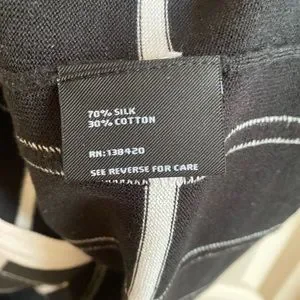 70% SILK
30% COTTON
RN:138420
SEE REVERSE FOR CARE